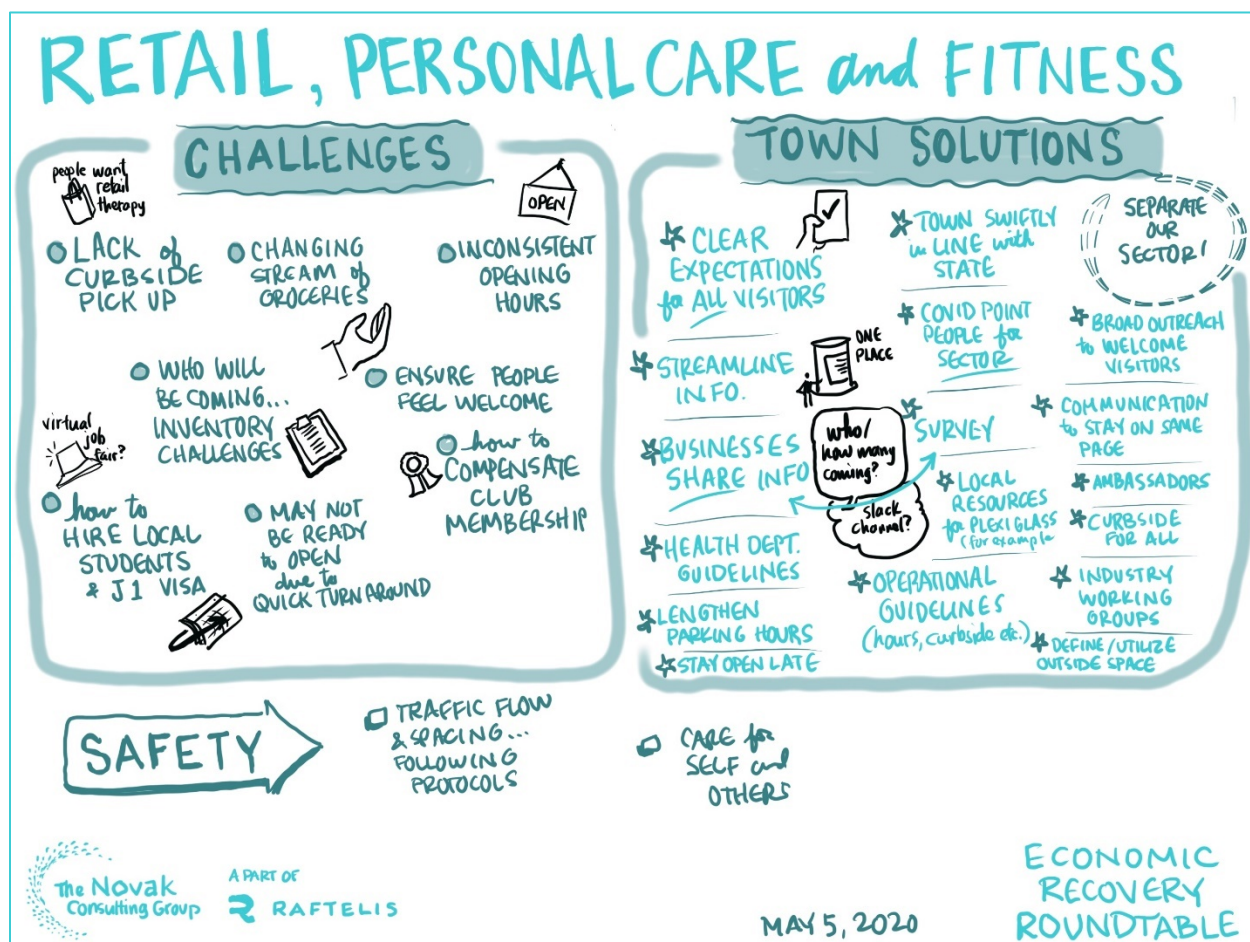 RETAIL, PERSONAL CARE and FITNESS
CHALLENGES
people want
retail
therapy
OPEN
LACK of
CURBSIDE
PICK UP
CHANGING
STREAM of
GROCERIES
INCONSISTENT
OPENING
HOURS
WHO WILL
BE COMING...
INVENTORY
CHALLENGES
ENSURE PEOPLE
FEEL WELCOME
virtual
job
fair?
how to
COMPENSATE
CLUB
MEMBERSHIP
how to
HIRE LOCAL
STUDENTS
& J1 VISA
MAY NOT
BE READY
to OPEN
due to
QUICK TURN AROUND
TOWN SOLUTIONS
CLEAR
EXPECTATIONS
for ALL VISITORS
TOWN SWIFTLY
in LINE with
STATE
SEPARATE
OUR
SECTOR!
STREAMLINE
INFO.
ONE
PLACE
COVID POINT
PEOPLE for
SECTOR
BROAD OUTREACH
to WELCOME
VISITORS
BUSINESSES
SHARE INFO
who/
how many
coming?
slack
channel?
SURVEY
COMMUNICATION
to STAY ON SAME
PAGE
LOCAL
RESOURCES
for PLEXI GLASS
(for example
AMBASSADORS
CURBSIDE
FOR ALL
HEALTH DEPT.
GUIDELINES
OPERATIONAL
GUIDELINES
(hours, curbside etc.)
INDUSTRY
WORKING
GROUPS
LENGTHEN
PARKING HOURS
STAY OPEN LATE
DEFINE/UTILIZE
OUTSIDE SPACE
SAFETY
TRAFFIC FLOW
& SPACING...
FOLLOWING
PROTOCOLS
CARE for
SELF and
OTHERS
The Novak
Consulting Group
A PART OF
RAFTELIS
MAY 5, 2020
ECONOMIC
RECOVERY
ROUNDTABLE